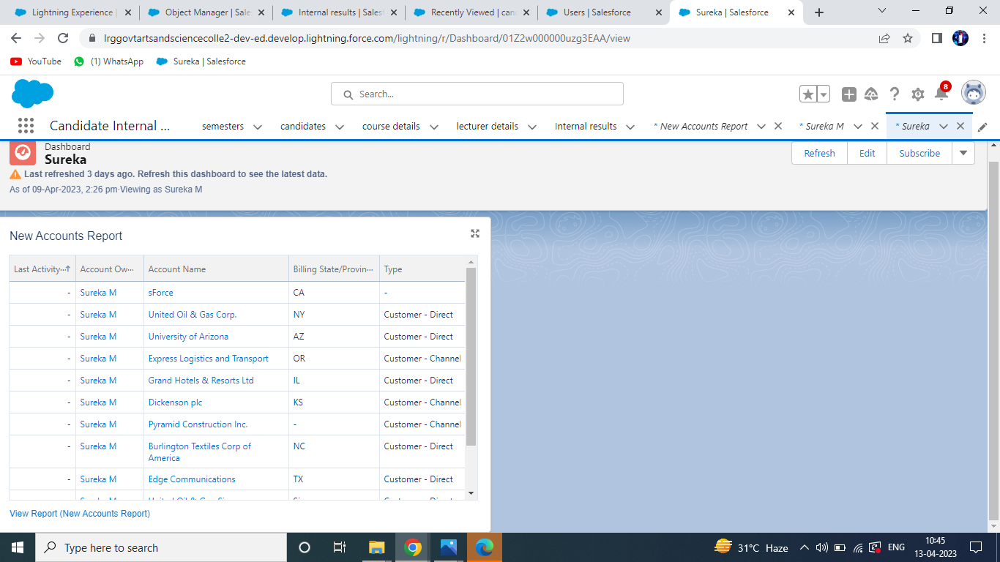 Lightning Experience |
Object Manager | Sale
Internal results | Sales
Recently Viewed | can
Users | Salesforce
Sureka | Salesforce
lrggovtartsandsciencecolle2-dev-ed.develop.lightning.force.com/lightning/r/Dashboard/01Z2w000000uzg3EAA/view
YouTube
(1) WhatsApp
Sureka | Salesforce
Search...
8
Candidate Internal ...
semesters
candidates
course details
lecturer details
Internal results
* New Accounts Report
* Sureka M
* Sureka
Dashboard
Sureka
Last refreshed 3 days ago. Refresh this dashboard to see the latest data.
As of 09-Apr-2023, 2:26 pm·Viewing as Sureka M
Refresh
Edit
Subscribe
New Accounts Report
Last Activity... Account Ow... Account Name Billing State/Provin... Type
- Sureka M sForce CA -
- Sureka M United Oil & Gas Corp. NY Customer - Direct
- Sureka M University of Arizona AZ Customer - Direct
- Sureka M Express Logistics and Transport OR Customer - Channel
- Sureka M Grand Hotels & Resorts Ltd IL Customer - Direct
- Sureka M Dickenson plc KS Customer - Channel
- Sureka M Pyramid Construction Inc. - Customer - Channel
- Sureka M Burlington Textiles Corp of NC Customer - Direct
America
- Sureka M Edge Communications TX Customer - Direct
View Report (New Accounts Report)
Type here to search
31°C Haze
ENG
10:45
13-04-2023